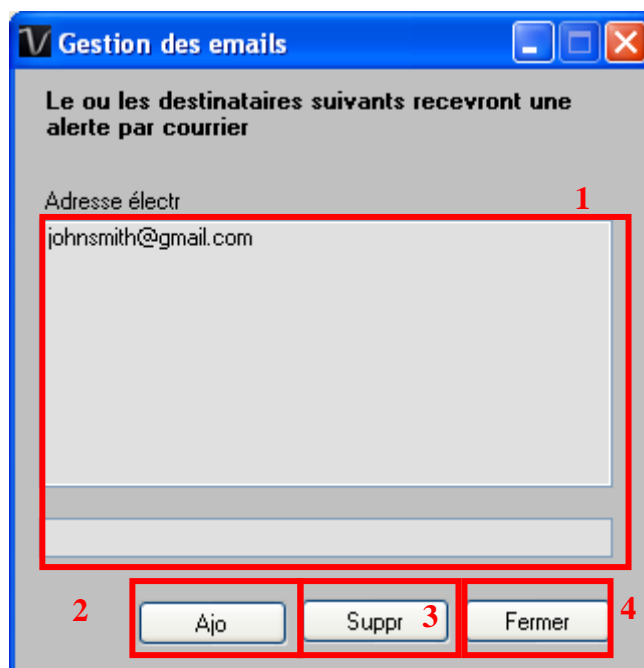 Gestion des emails
Le ou les destinataires suivants recevront une
alerte par courrier
Adresse électr
1
johnsmith@gmail.com
2
Ajo
Suppr
3
Fermer
4